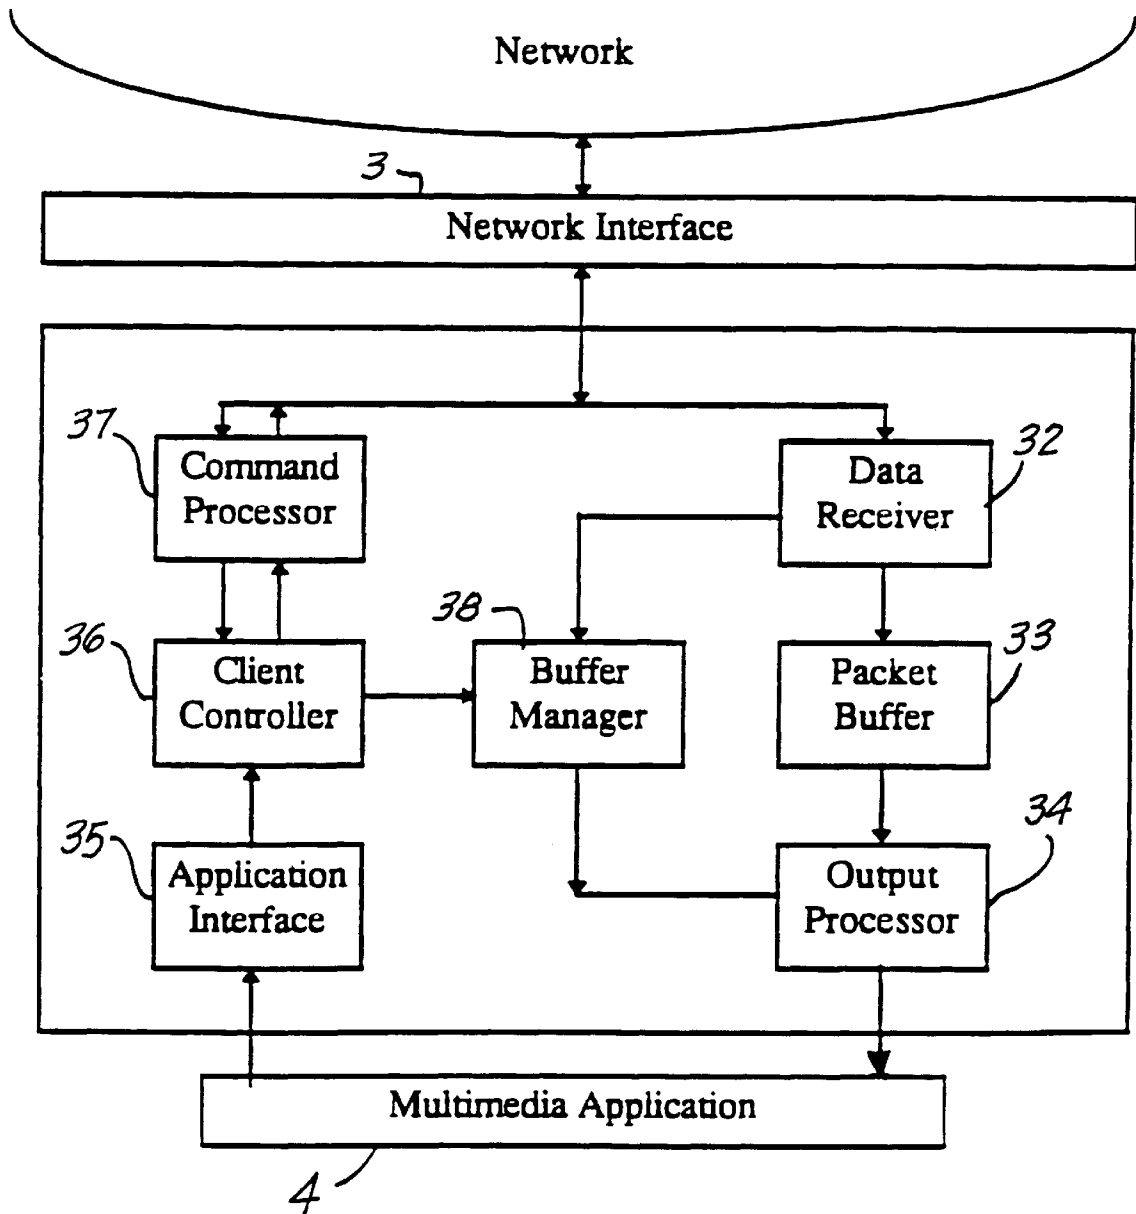 Network
3
Network Interface
37
Command
Processor
Data
Receiver
32
36
Client
Controller
38
Buffer
Manager
Packet
Buffer
33
35
Application
Interface
Output
Processor
34
Multimedia Application
4